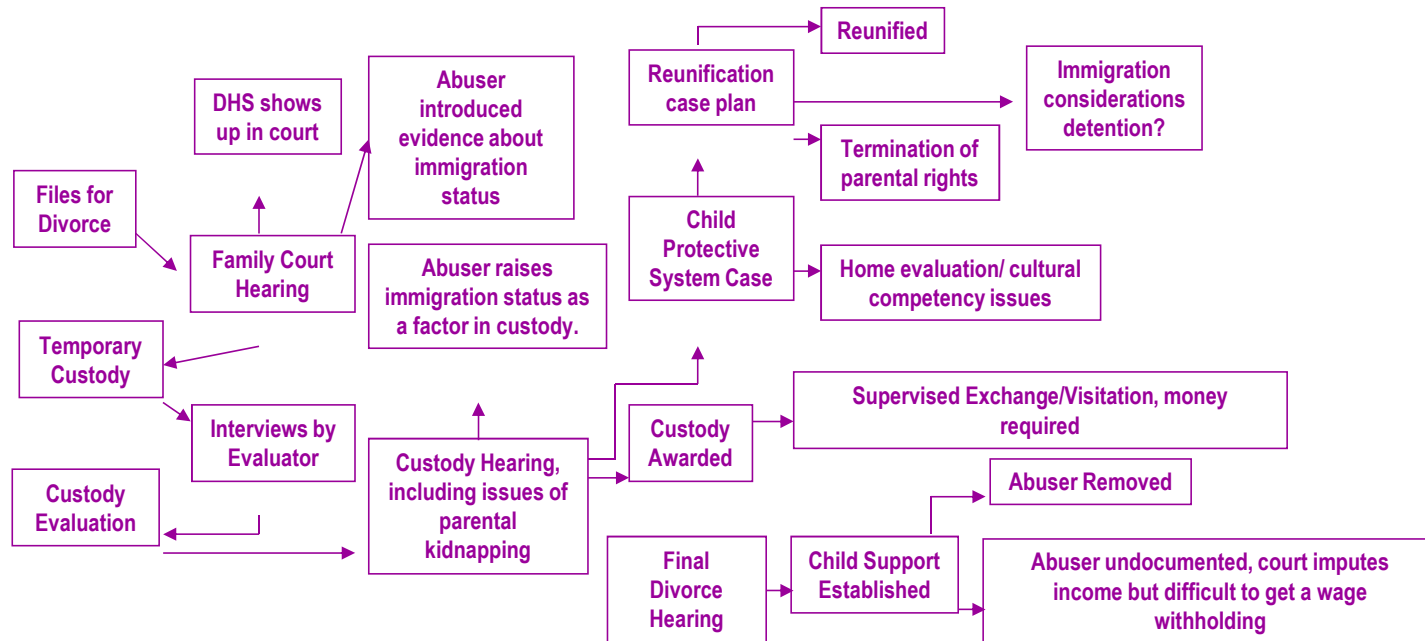 Files for
Divorce
DHS shows
up in court
Family Court
Hearing
Abuser
introduced
evidence about
immigration
status
Abuser raises
immigration status as
a factor in custody.
Temporary
Custody
Interviews by
Evaluator
Custody
Evaluation
Custody Hearing,
including issues of
parental
kidnapping
Reunified
Reunification
case plan
Immigration
considerations
detention?
Termination of
parental rights
Child
Protective
System Case
Home evaluation/ cultural
competency issues
Custody
Awarded
Supervised Exchange/Visitation, money
required
Final
Divorce
Hearing
Child Support
Established
Abuser Removed
Abuser undocumented, court imputes
income but difficult to get a wage
withholding